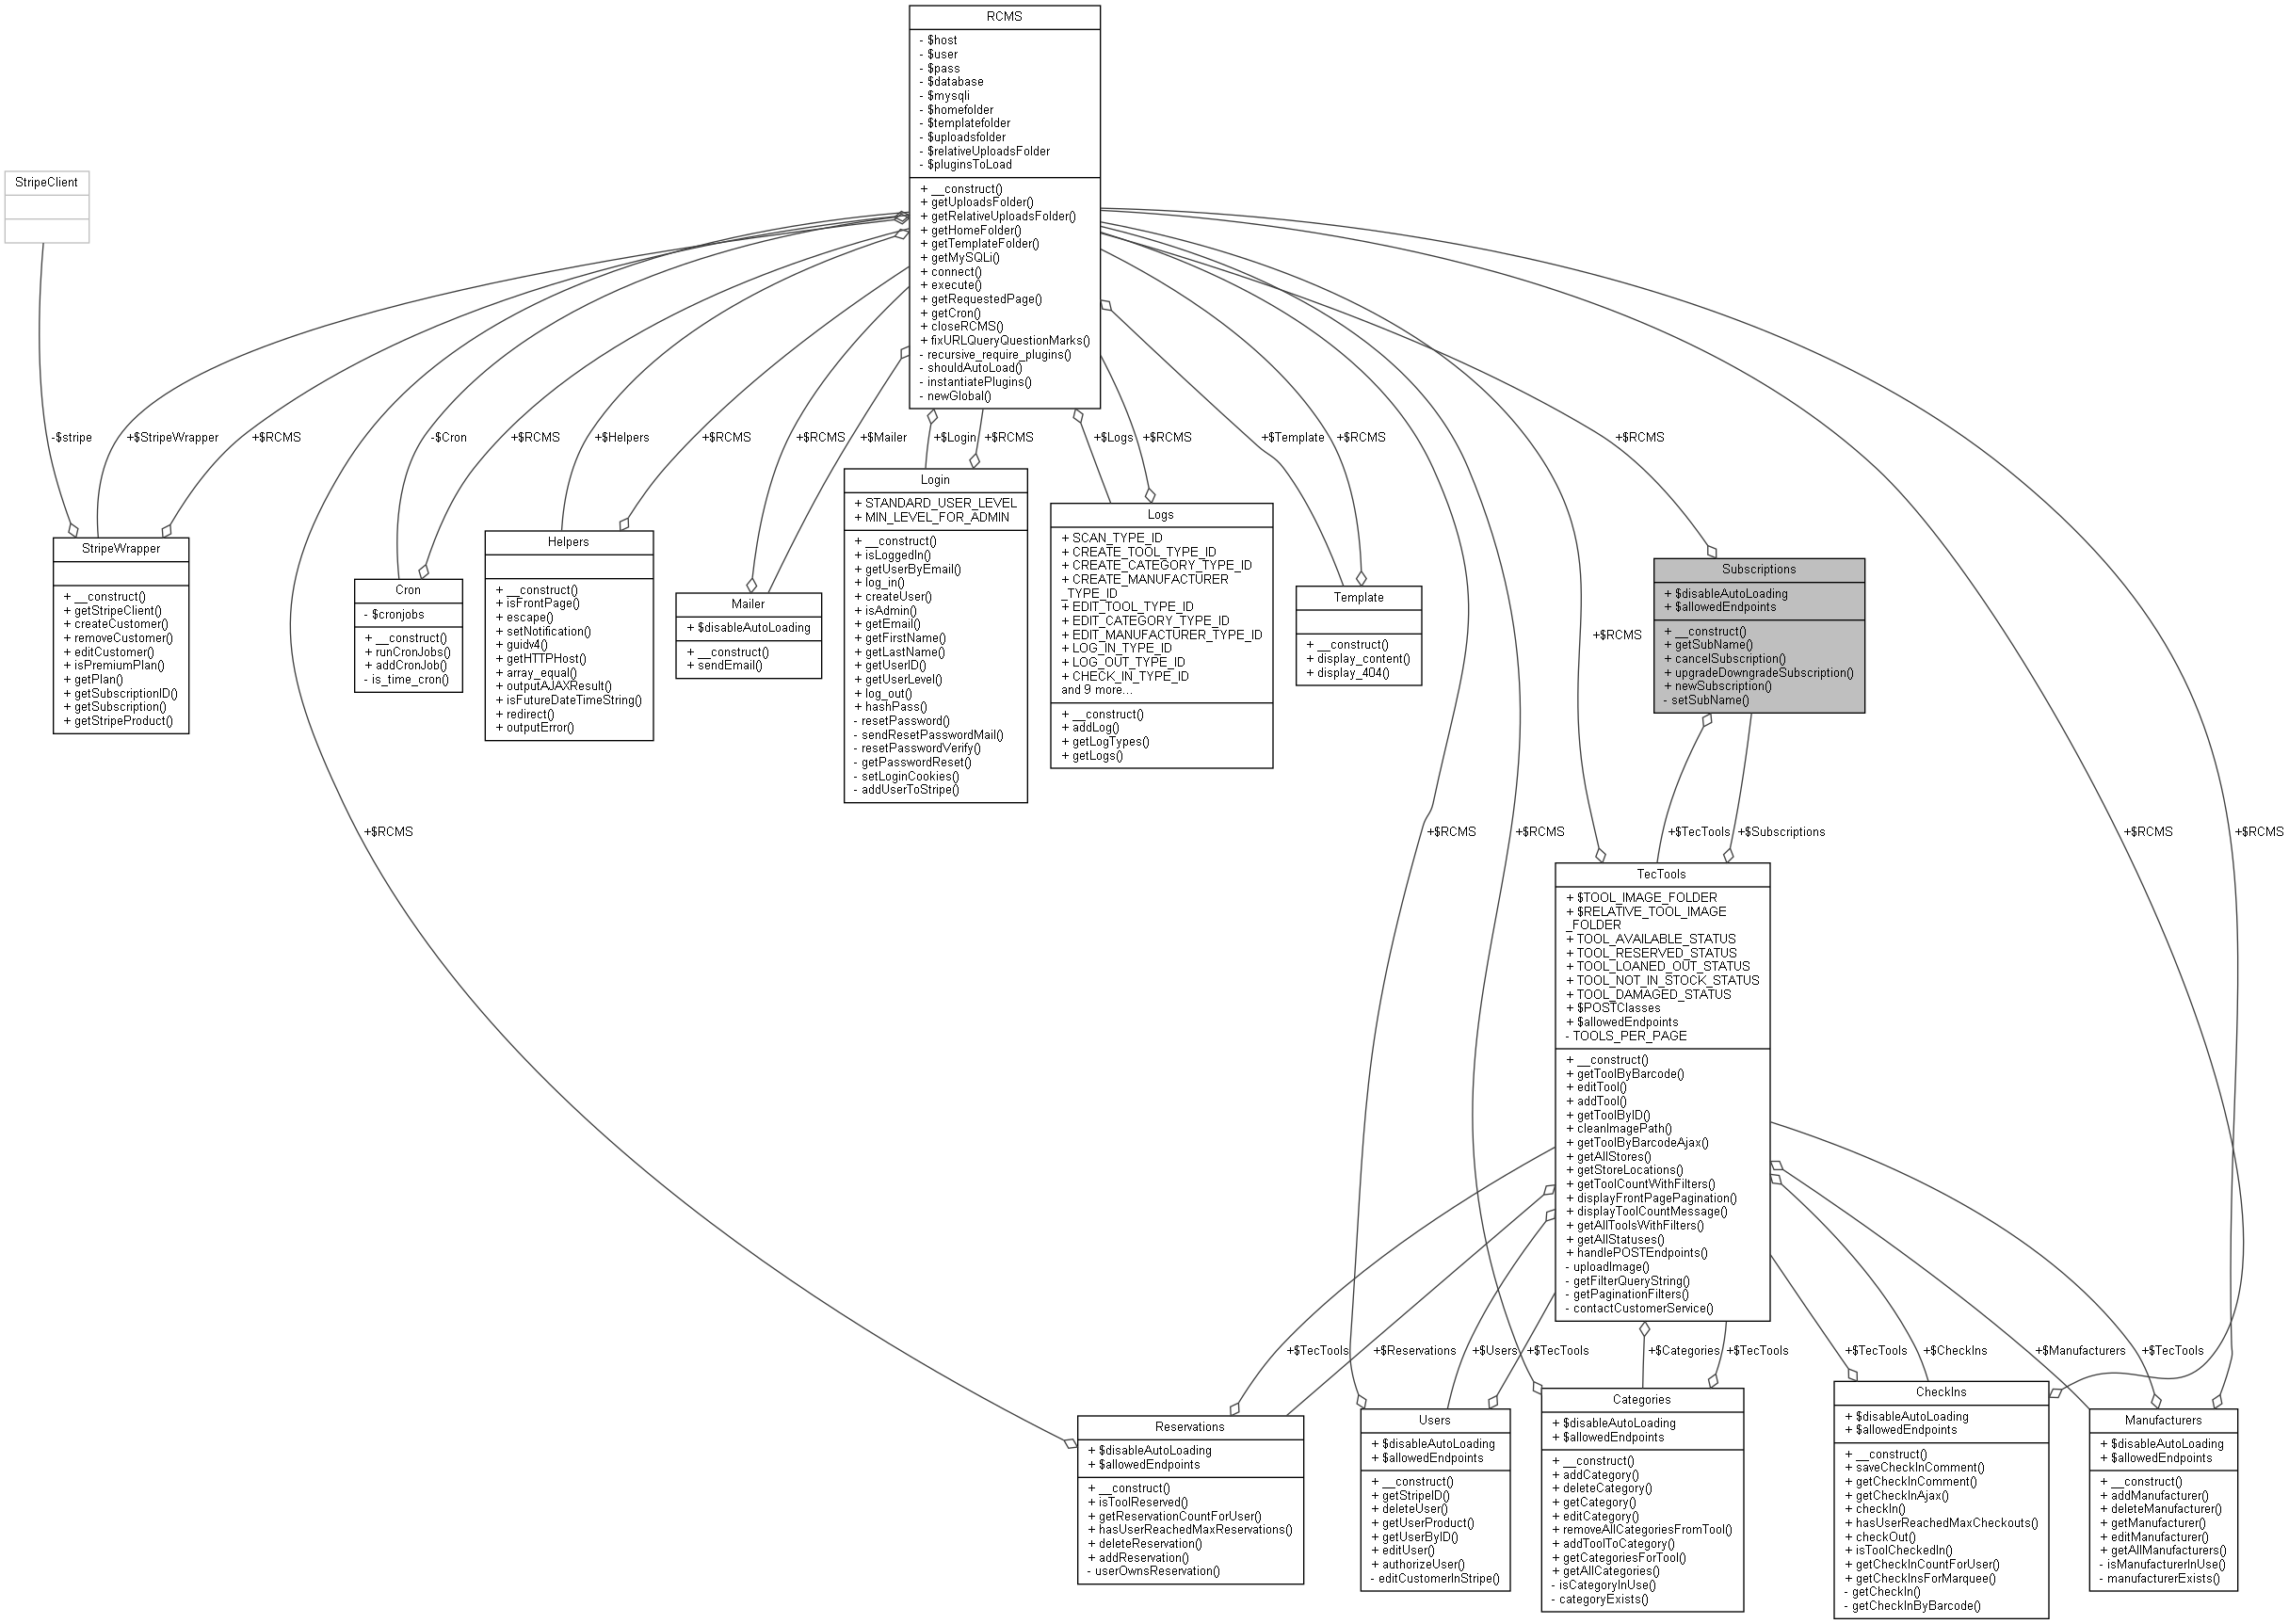 RCMS
- $host
- $user
- $pass
- $database
- $mysqli
- $homefolder
- $templatefolder
- $uploadsfolder
- $relativeUploadsFolder
- $pluginsToLoad
+ __construct()
+ getUploadsFolder()
+ getRelativeUploadsFolder()
+ getHomeFolder()
+ getTemplateFolder()
+ getMySQLi()
+ connect()
+ execute()
+ getRequestedPage()
+ getCron()
+ closeRCMS()
+ fixURLQueryQuestionMarks()
- recursive_require_plugins()
- shouldAutoLoad()
- instantiatePlugins()
- newGlobal()
StripeClient
-$stripe
+$StripeWrapper
+$RCMS
-$Cron
+$RCMS
+$Helpers
+$RCMS
+$RCMS
+$Mailer
+$Login
+$RCMS
+$Logs
+$RCMS
+$Template
+$RCMS
+$RCMS
StripeWrapper
+ __construct()
+ getStripeClient()
+ createCustomer()
+ removeCustomer()
+ editCustomer()
+ isPremiumPlan()
+ getPlan()
+ getSubscriptionID()
+ getSubscription()
+ getStripeProduct()
Cron
- $cronjobs
+ __construct()
+ runCronJobs()
+ addCronJob()
- is_time_cron()
Helpers
+ __construct()
+ isFrontPage()
+ escape()
+ setNotification()
+ guidv4()
+ getHTTPHost()
+ array_equal()
+ outputAJAXResult()
+ isFutureDateTimeString()
+ redirect()
+ outputError()
Mailer
+ $disableAutoLoading
+ __construct()
+ sendEmail()
Login
+ STANDARD_USER_LEVEL
+ MIN_LEVEL_FOR_ADMIN
+ __construct()
+ isLoggedIn()
+ getUserByEmail()
+ log_in()
+ createUser()
+ isAdmin()
+ getEmail()
+ getFirstName()
+ getLastName()
+ getUserID()
+ getUserLevel()
+ log_out()
+ hashPass()
- resetPassword()
- sendResetPasswordMail()
- resetPasswordVerify()
- getPasswordReset()
- setLoginCookies()
- addUserToStripe()
Logs
+ SCAN_TYPE_ID
+ CREATE_TOOL_TYPE_ID
+ CREATE_CATEGORY_TYPE_ID
+ CREATE_MANUFACTURER
_TYPE_ID
+ EDIT_TOOL_TYPE_ID
+ EDIT_CATEGORY_TYPE_ID
+ EDIT_MANUFACTURER_TYPE_ID
+ LOG_IN_TYPE_ID
+ LOG_OUT_TYPE_ID
+ CHECK_IN_TYPE_ID
and 9 more...
+ __construct()
+ addLog()
+ getLogTypes()
+ getLogs()
Template
+ __construct()
+ display_content()
+ display_404()
+$RCMS
Subscriptions
+ $disableAutoLoading
+ $allowedEndpoints
+ __construct()
+ getSubName()
+ cancelSubscription()
+ upgradeDowngradeSubscription()
+ newSubscription()
- setSubName()
+$RCMS
+$RCMS
+$RCMS
+$TecTools
+$Subscriptions
+$RCMS
+$RCMS
TecTools
+ $TOOL_IMAGE_FOLDER
+ $RELATIVE_TOOL_IMAGE
_FOLDER
+ TOOL_AVAILABLE_STATUS
+ TOOL_RESERVED_STATUS
+ TOOL_LOANED_OUT_STATUS
+ TOOL_NOT_IN_STOCK_STATUS
+ TOOL_DAMAGED_STATUS
+ $POSTClasses
+ $allowedEndpoints
- TOOLS_PER_PAGE
+ __construct()
+ getToolByBarcode()
+ editTool()
+ addTool()
+ getToolByID()
+ cleanImagePath()
+ getToolByBarcodeAjax()
+ getAllStores()
+ getStoreLocations()
+ getToolCountWithFilters()
+ displayFrontPagePagination()
+ displayToolCountMessage()
+ getAllToolsWithFilters()
+ getAllStatuses()
+ handlePOSTEndpoints()
- uploadImage()
- getFilterQueryString()
- getPaginationFilters()
- contactCustomerService()
+$TecTools
+$Reservations
+$Users
+$TecTools
+$Categories
+$TecTools
+$TecTools
+$CheckIns
+$Manufacturers
+$TecTools
Reservations
+ $disableAutoLoading
+ $allowedEndpoints
+ __construct()
+ isToolReserved()
+ getReservationCountForUser()
+ hasUserReachedMaxReservations()
+ deleteReservation()
+ addReservation()
- userOwnsReservation()
Users
+ $disableAutoLoading
+ $allowedEndpoints
+ __construct()
+ getStripeID()
+ deleteUser()
+ getUserProduct()
+ getUserByID()
+ editUser()
+ authorizeUser()
- editCustomerInStripe()
Categories
+ $disableAutoLoading
+ $allowedEndpoints
+ __construct()
+ addCategory()
+ deleteCategory()
+ getCategory()
+ editCategory()
+ removeAllCategoriesFromTool()
+ addToolToCategory()
+ getCategoriesForTool()
+ getAllCategories()
- isCategoryInUse()
- categoryExists()
CheckIns
+ $disableAutoLoading
+ $allowedEndpoints
+ __construct()
+ saveCheckInComment()
+ getCheckInComment()
+ getCheckInAjax()
+ checkIn()
+ hasUserReachedMaxCheckouts()
+ checkOut()
+ isToolCheckedIn()
+ getCheckInCountForUser()
+ getCheckInsForMarquee()
- getCheckIn()
- getCheckInByBarcode()
Manufacturers
+ $disableAutoLoading
+ $allowedEndpoints
+ __construct()
+ addManufacturer()
+ deleteManufacturer()
+ getManufacturer()
+ editManufacturer()
+ getAllManufacturers()
- isManufacturerInUse()
- manufacturerExists()